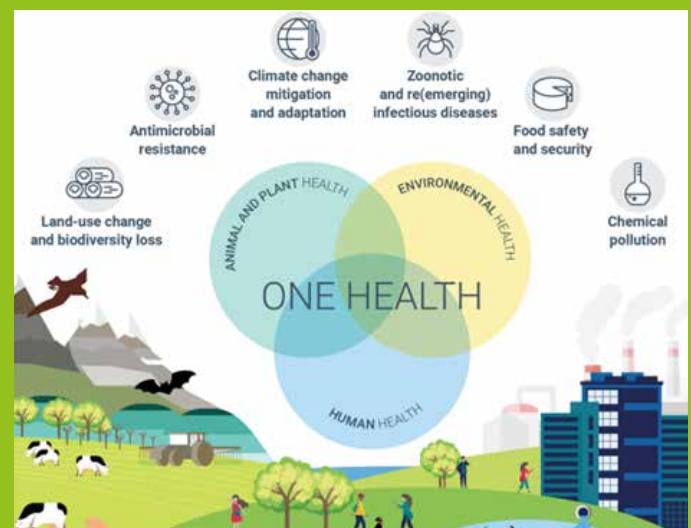 Climate change
mitigation
and adaptation
Zoonotic
and re(emerging)
infectious diseases
Antimicrobial
resistance
Food safety
and security
Land-use change
and biodiversity loss
Chemical
pollution
ANIMAL AND PLANT HEALTH
ENVIRONMENTAL HEALTH
ONE HEALTH
HUMAN HEALTH